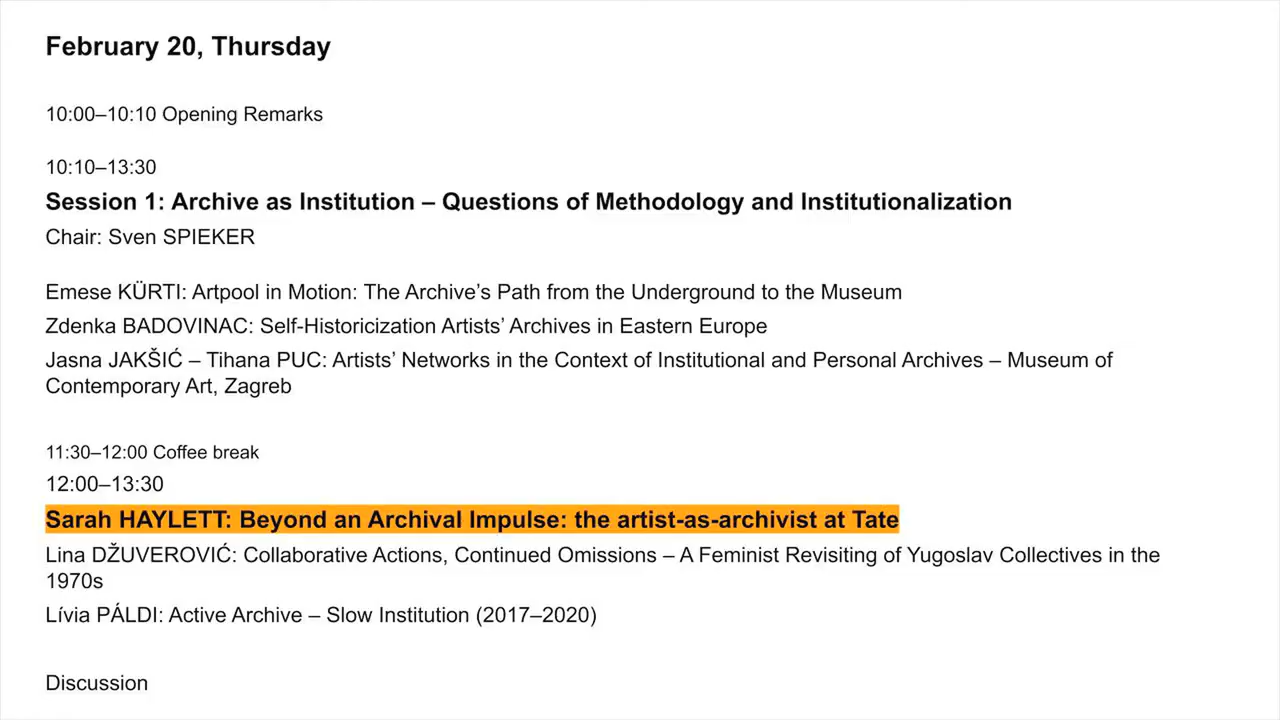 February 20, Thursday
10:00–10:10 Opening Remarks
10:10–13:30
Session 1: Archive as Institution – Questions of Methodology and Institutionalization
Chair: Sven SPIEKER
Emese KÜRTI: Artpool in Motion: The Archive’s Path from the Underground to the Museum
Zdenka BADOVINAC: Self-Historicization Artists’ Archives in Eastern Europe
Jasna JAKŠIĆ – Tihana PUC: Artists’ Networks in the Context of Institutional and Personal Archives – Museum of
Contemporary Art, Zagreb
11:30–12:00 Coffee break
12:00–13:30
Sarah HAYLETT: Beyond an Archival Impulse: the artist-as-archivist at Tate
Lina DŽUVEROVIĆ: Collaborative Actions, Continued Omissions – A Feminist Revisiting of Yugoslav Collectives in the
1970s
Lívia PÁLDI: Active Archive – Slow Institution (2017–2020)
Discussion